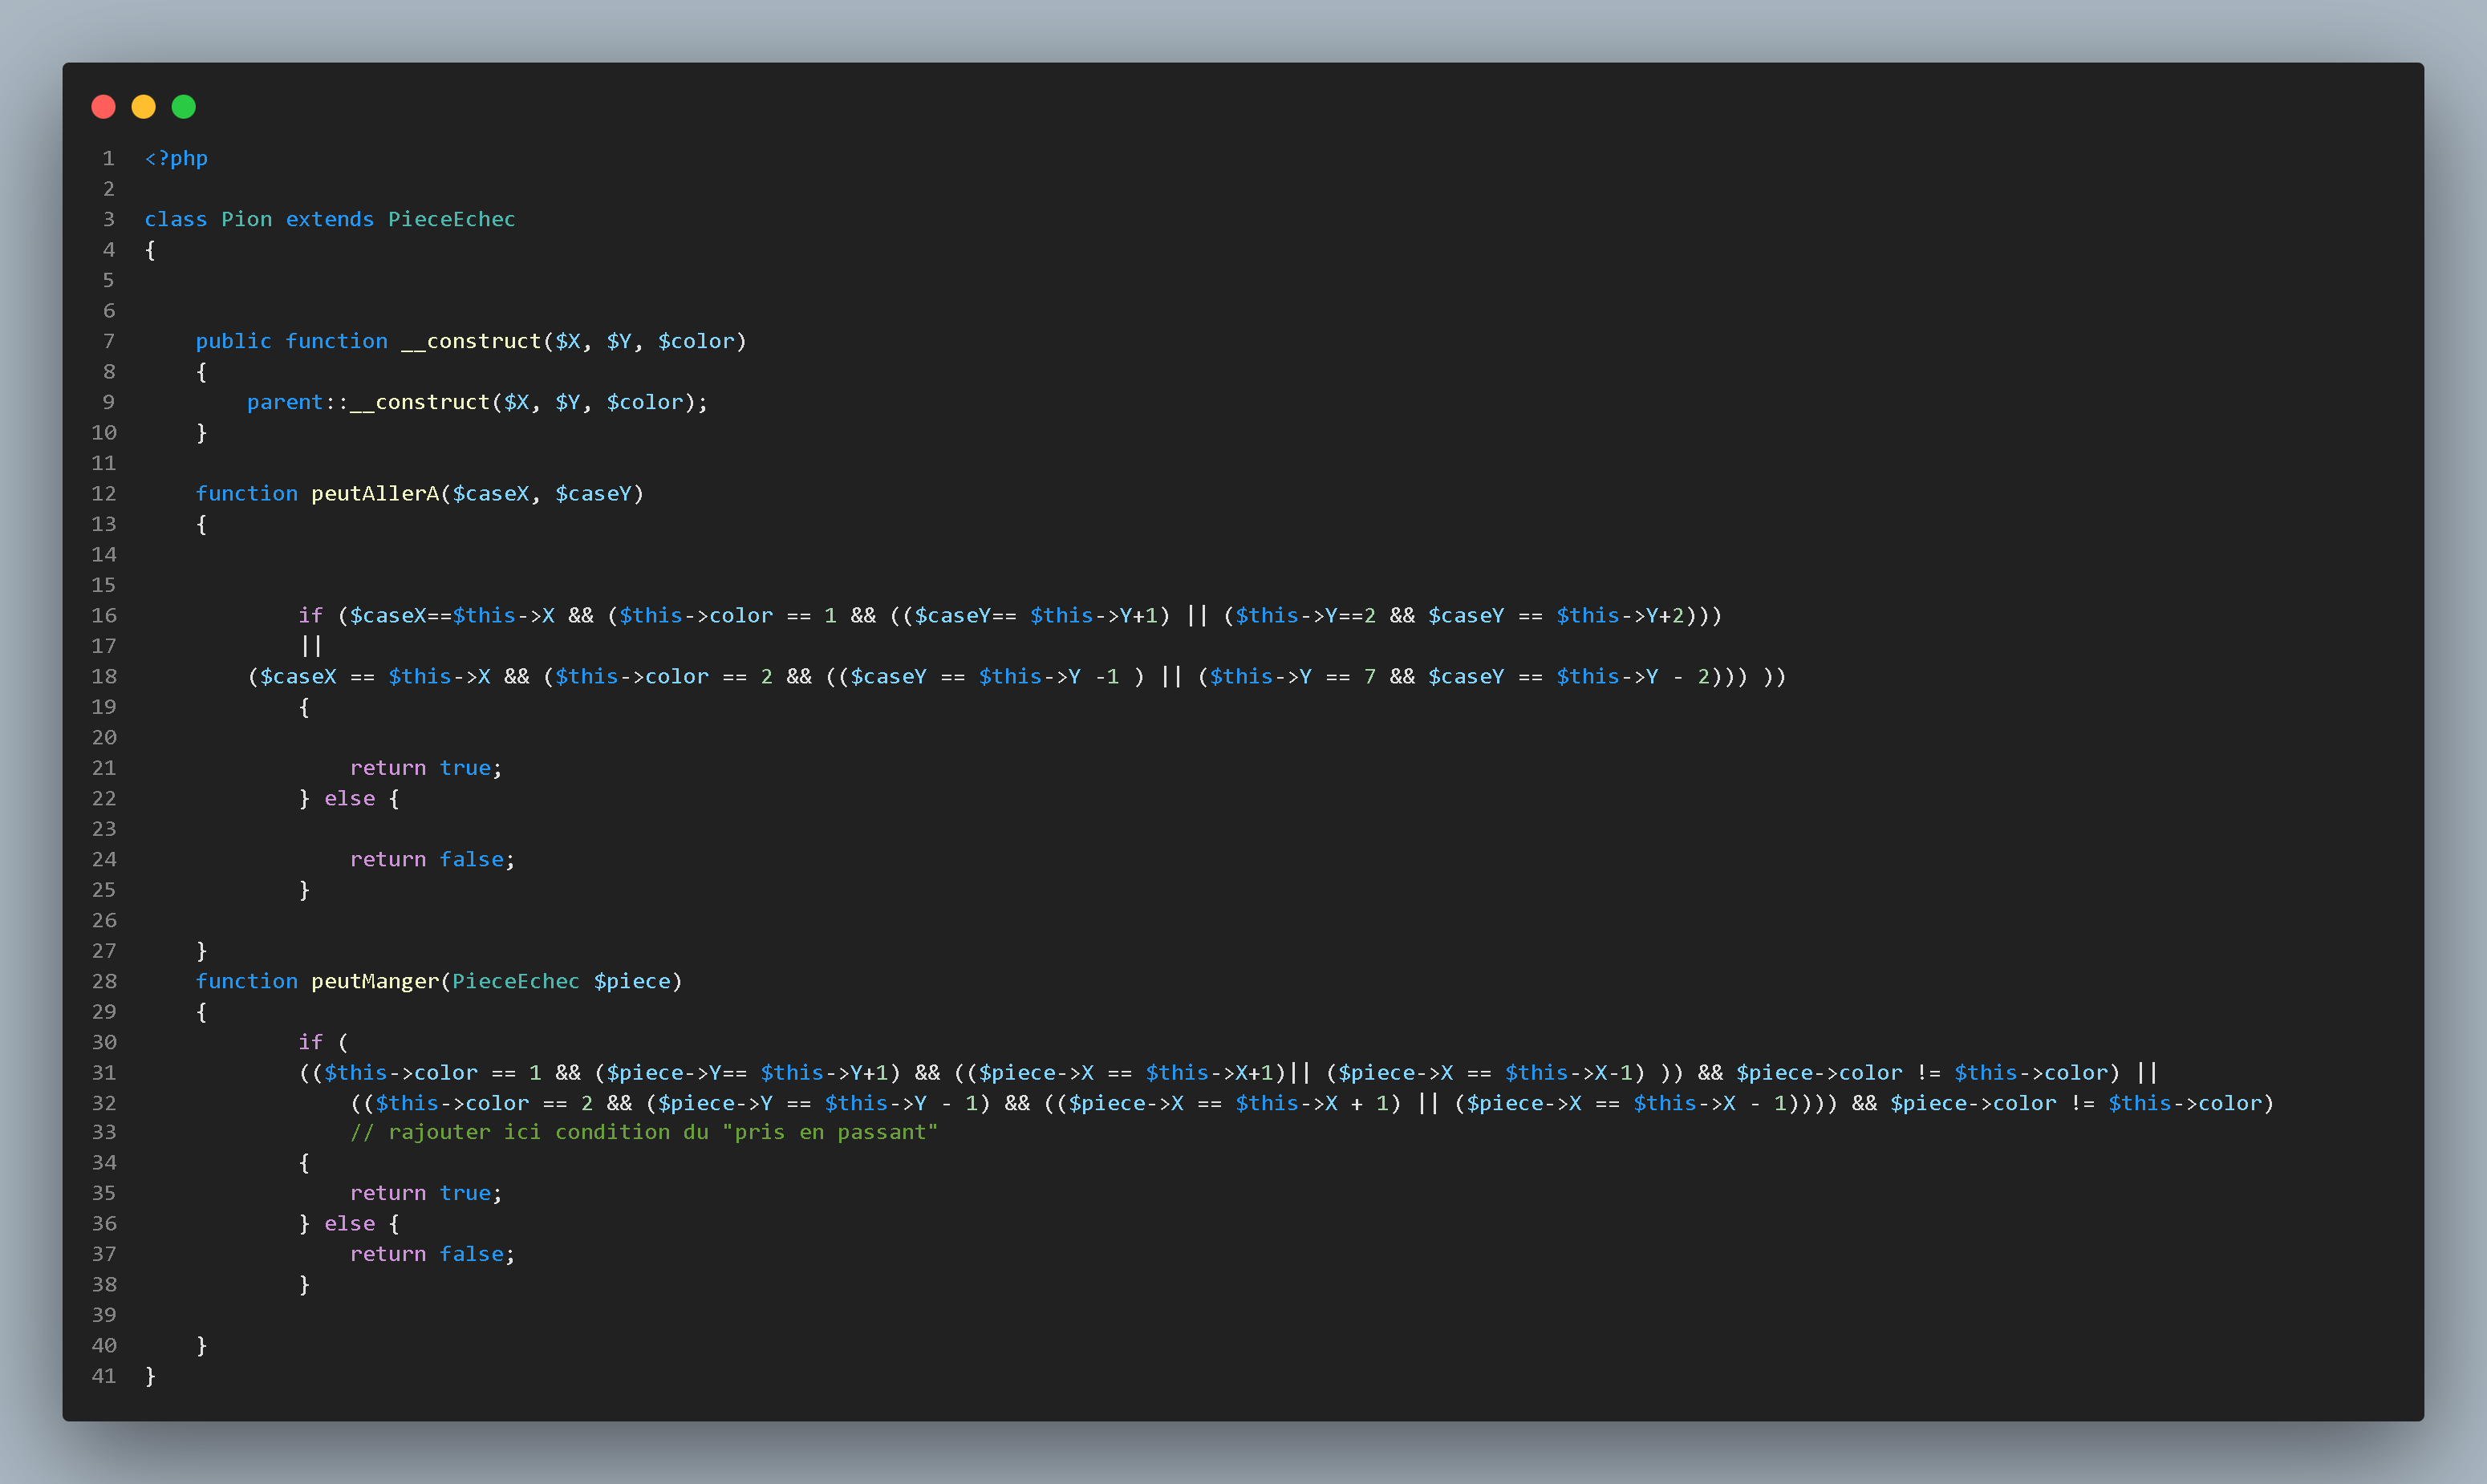 1 <?php
2
3 class Pion extends PieceEchec
4 {
5
6
7     public function __construct($X, $Y, $color)
8     {
9         parent::__construct($X, $Y, $color);
10     }
11
12     function peutAllerA($caseX, $caseY)
13     {
14
15
16             if ($caseX==$this->X && ($this->color == 1 && (($caseY== $this->Y+1) || ($this->Y==2 && $caseY == $this->Y+2)))
17             ||
18         ($caseX == $this->X && ($this->color == 2 && (($caseY == $this->Y -1 ) || ($this->Y == 7 && $caseY == $this->Y - 2))) ))
19             {
20
21                 return true;
22             } else {
23
24                 return false;
25             }
26
27     }
28     function peutManger(PieceEchec $piece)
29     {
30             if (
31             (($this->color == 1 && ($piece->Y== $this->Y+1) && (($piece->X == $this->X+1)|| ($piece->X == $this->X-1) )) && $piece->color != $this->color) ||
32                 (($this->color == 2 && ($piece->Y == $this->Y - 1) && (($piece->X == $this->X + 1) || ($piece->X == $this->X - 1)))) && $piece->color != $this->color)
33                 // rajouter ici condition du "pris en passant"
34             {
35                 return true;
36             } else {
37                 return false;
38             }
39
40     }
41 }